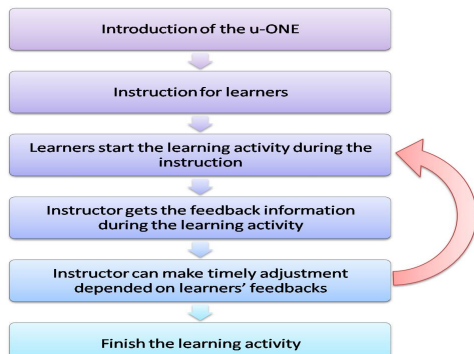 Introduction of the u-ONE
Instruction for learners
Learners start the learning activity during the
instruction
Instructor gets the feedback information
during the learning activity
Instructor can make timely adjustment
depended on learners' feedbacks
Finish the learning activity